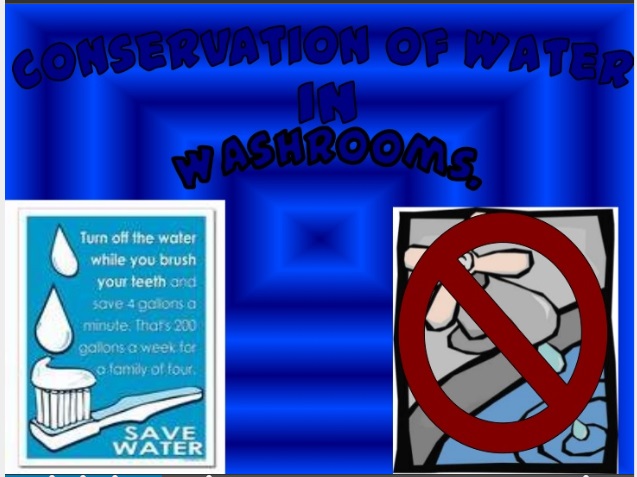 CONSERVATION OF WATER
IN
WASHROOMS.
Turn off the water
while you brush
your teeth and
save 4 gallons a
minute. That's 200
gallons a week for
a family of four.
SAVE
WATER